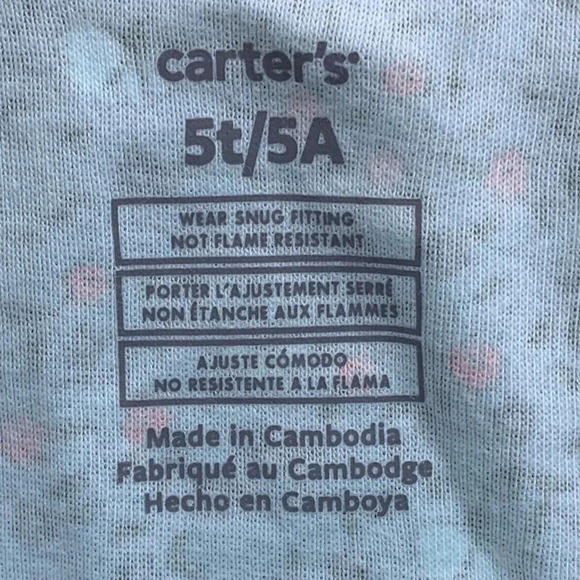 carter's
5t/5A
WEAR SNUG FITTING
NOT FLAME RESISTANT
PORTER L'AJUSTEMENT SERRÉ
NON ÉTANCHE AUX FLAMMES
AJUSTE CÓMODO
NO RESISTENTE A LA FLAMA
Made in Cambodia
Fabriqué au Cambodge
Hecho en Camboya